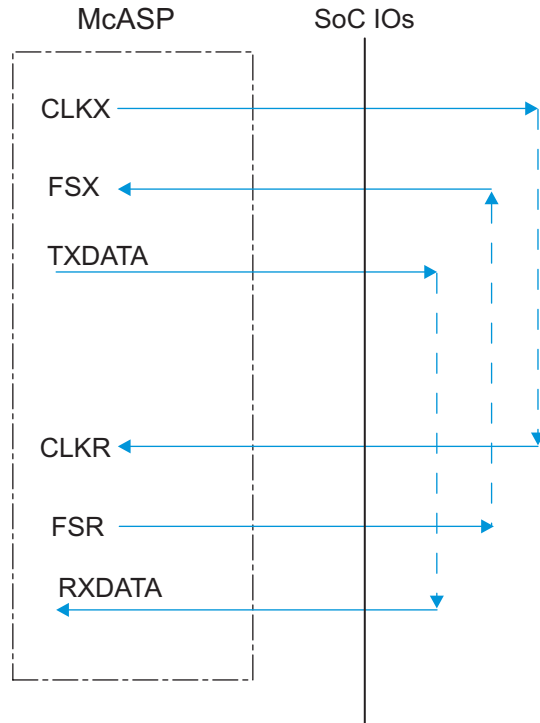 McASP
SoC IOs
CLKX
FSX
TXDATA
CLKR
FSR
RXDATA